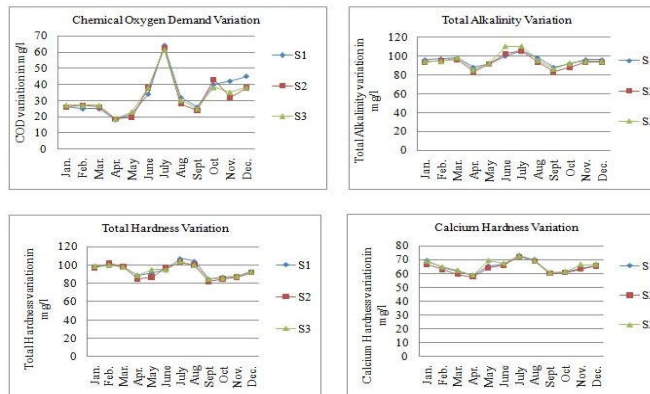 Chemical Oxygen Demand Variation
COD variation in mg/l
70
60
50
40
30
20
10
0
Jan.
Feb.
Mar.
Apr.
May
June
July
Aug
Sept
Oct
Nov.
Dec.
S1
S2
S3
Total Alkalinity Variation
Total Alkalinity variation in
mg/l
120
100
80
60
40
20
0
Jan.
Feb.
Mar.
Apr.
May
June
July
Aug
Sept
Oct
Nov.
Dec.
Total Hardness Variation
Total Hardness variation in
mg/l
120
100
80
60
40
20
0
Jan.
Feb.
Mar.
Apr.
May
June
July
Aug
Sept
Oct
Nov.
Dec.
S1
S2
S3
Calcium Hardness Variation
Calcium Hardness variation in
mg/l
80
70
60
50
40
30
20
10
0
Jan.
Feb.
Mar.
Apr.
May
June
July
Aug.
Sept.
Oct
Nov.
Dec.